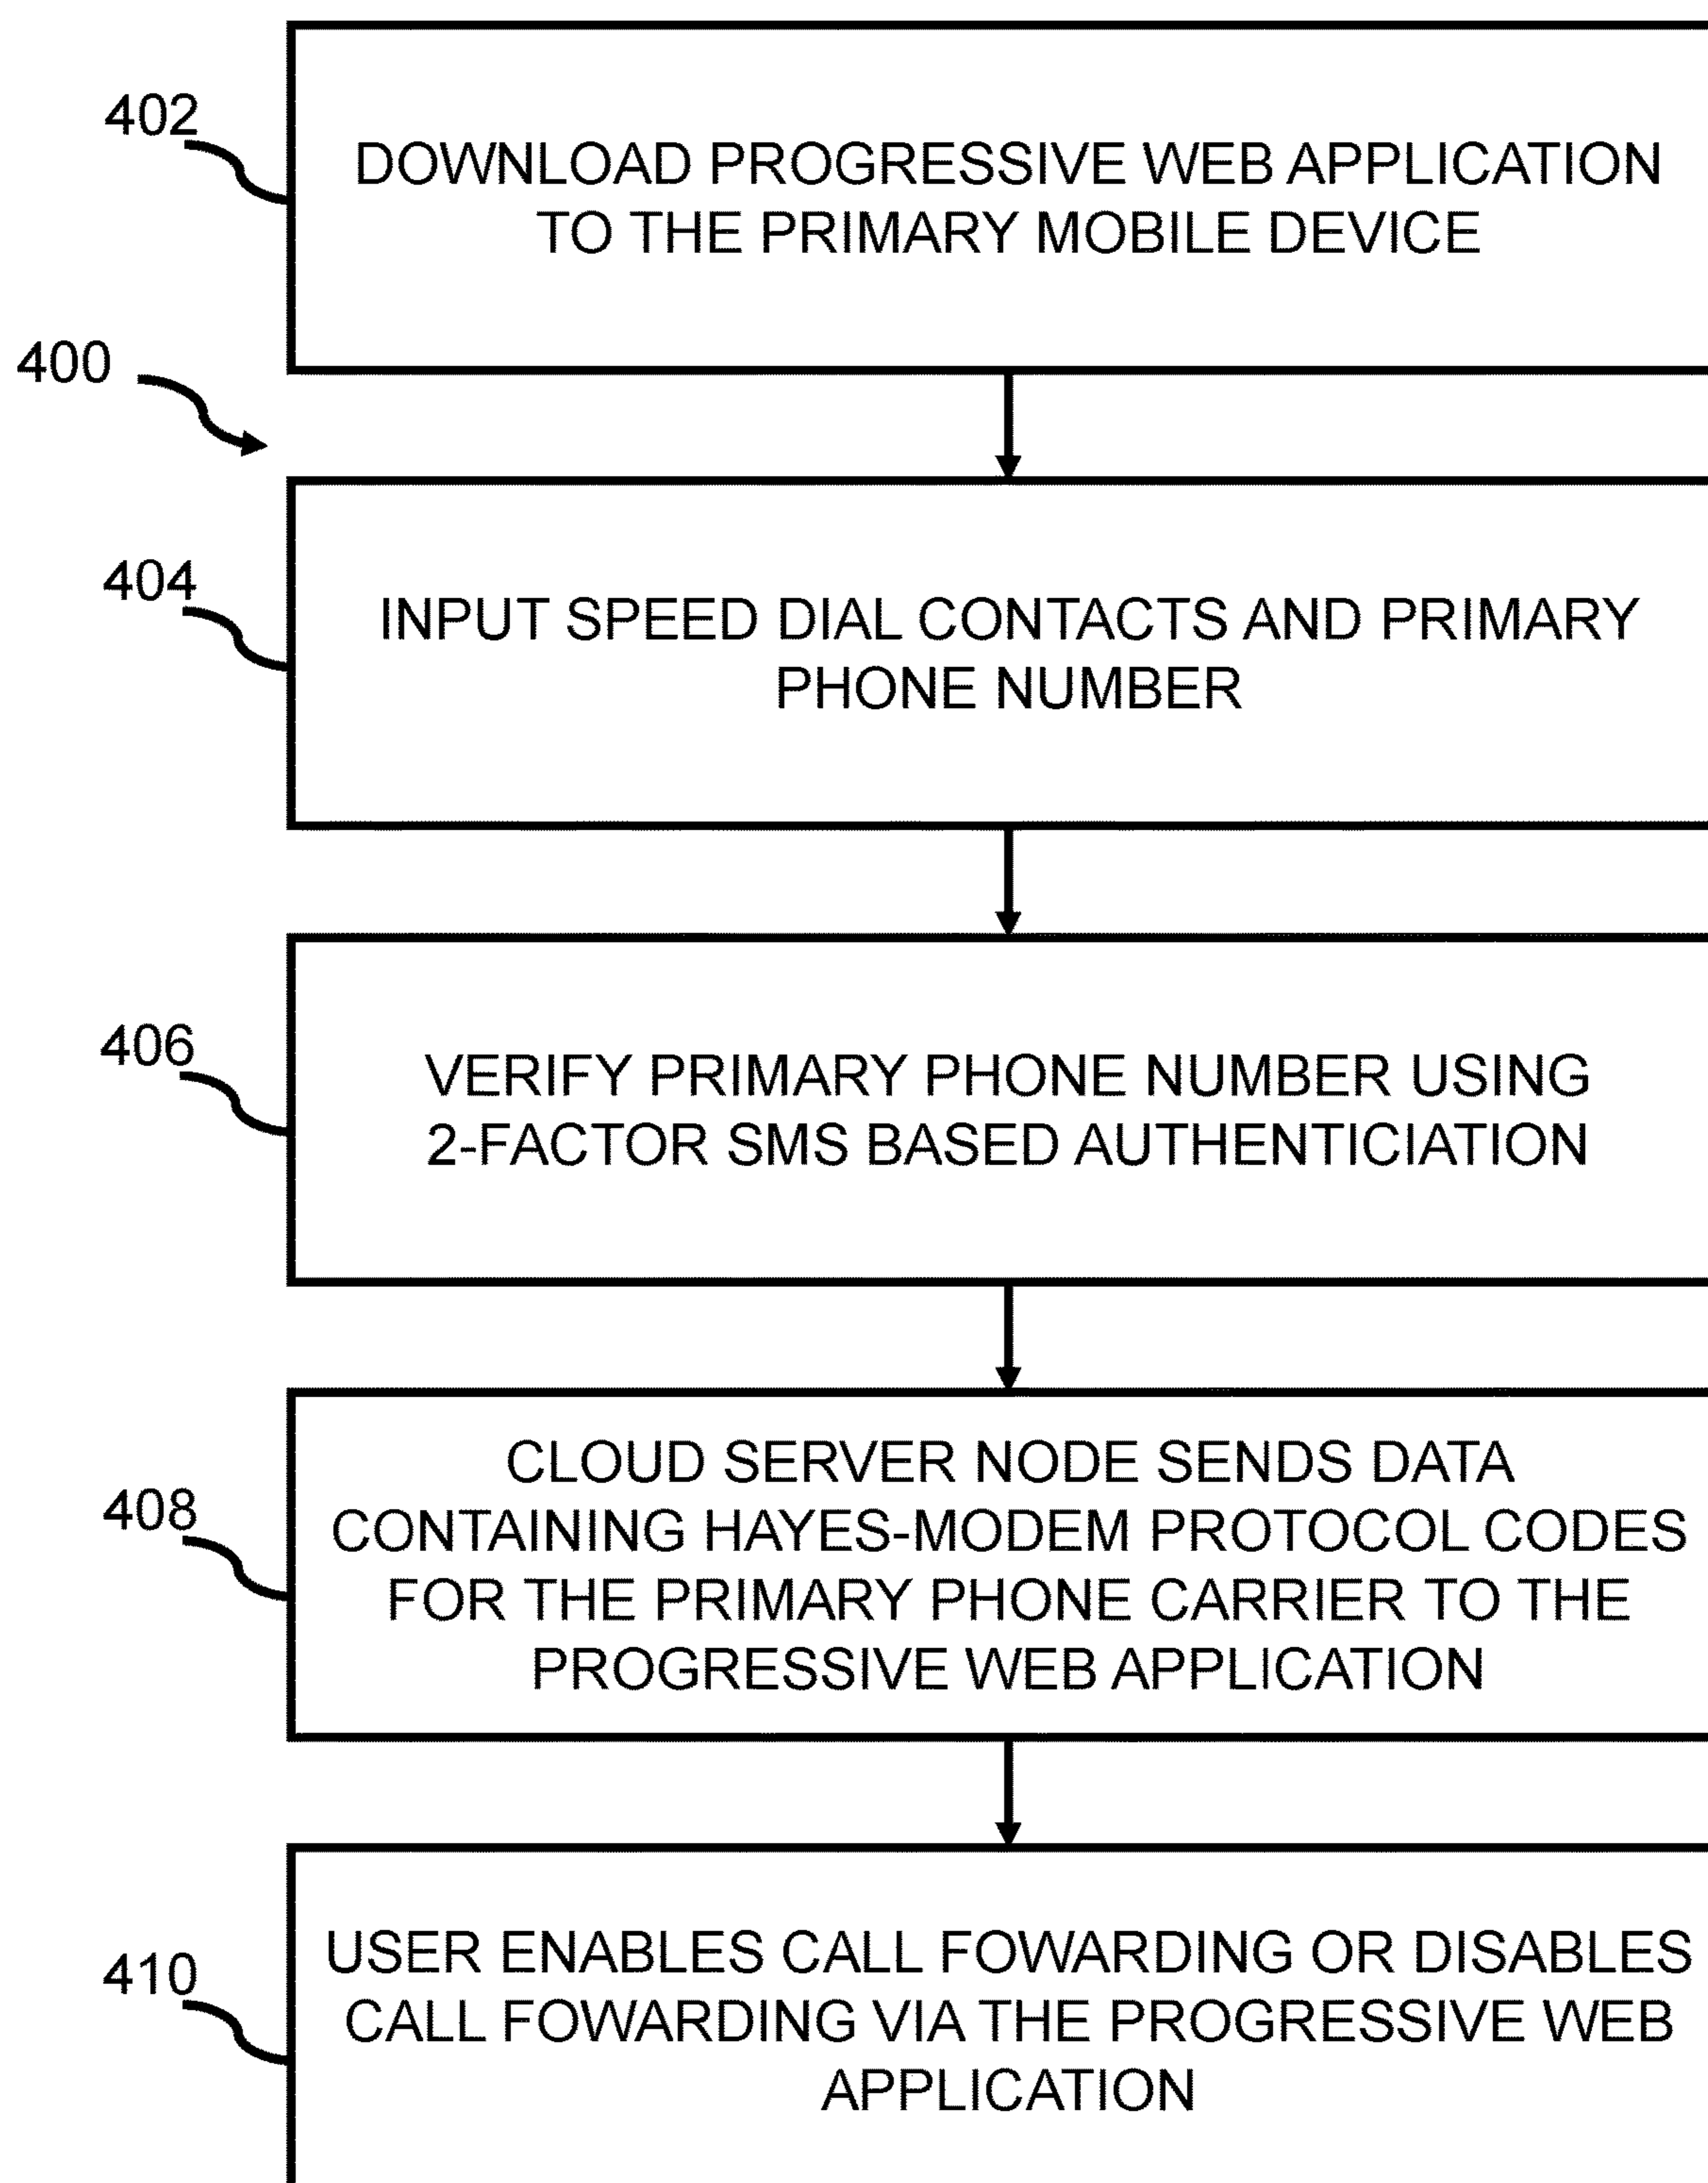 402
DOWNLOAD PROGRESSIVE WEB APPLICATION
TO THE PRIMARY MOBILE DEVICE
400
404
INPUT SPEED DIAL CONTACTS AND PRIMARY
PHONE NUMBER
406
VERIFY PRIMARY PHONE NUMBER USING
2-FACTOR SMS BASED AUTHENTICIATION
408
CLOUD SERVER NODE SENDS DATA
CONTAINING HAYES-MODEM PROTOCOL CODES
FOR THE PRIMARY PHONE CARRIER TO THE
PROGRESSIVE WEB APPLICATION
410
USER ENABLES CALL FOWARDING OR DISABLES
CALL FOWARDING VIA THE PROGRESSIVE WEB
APPLICATION